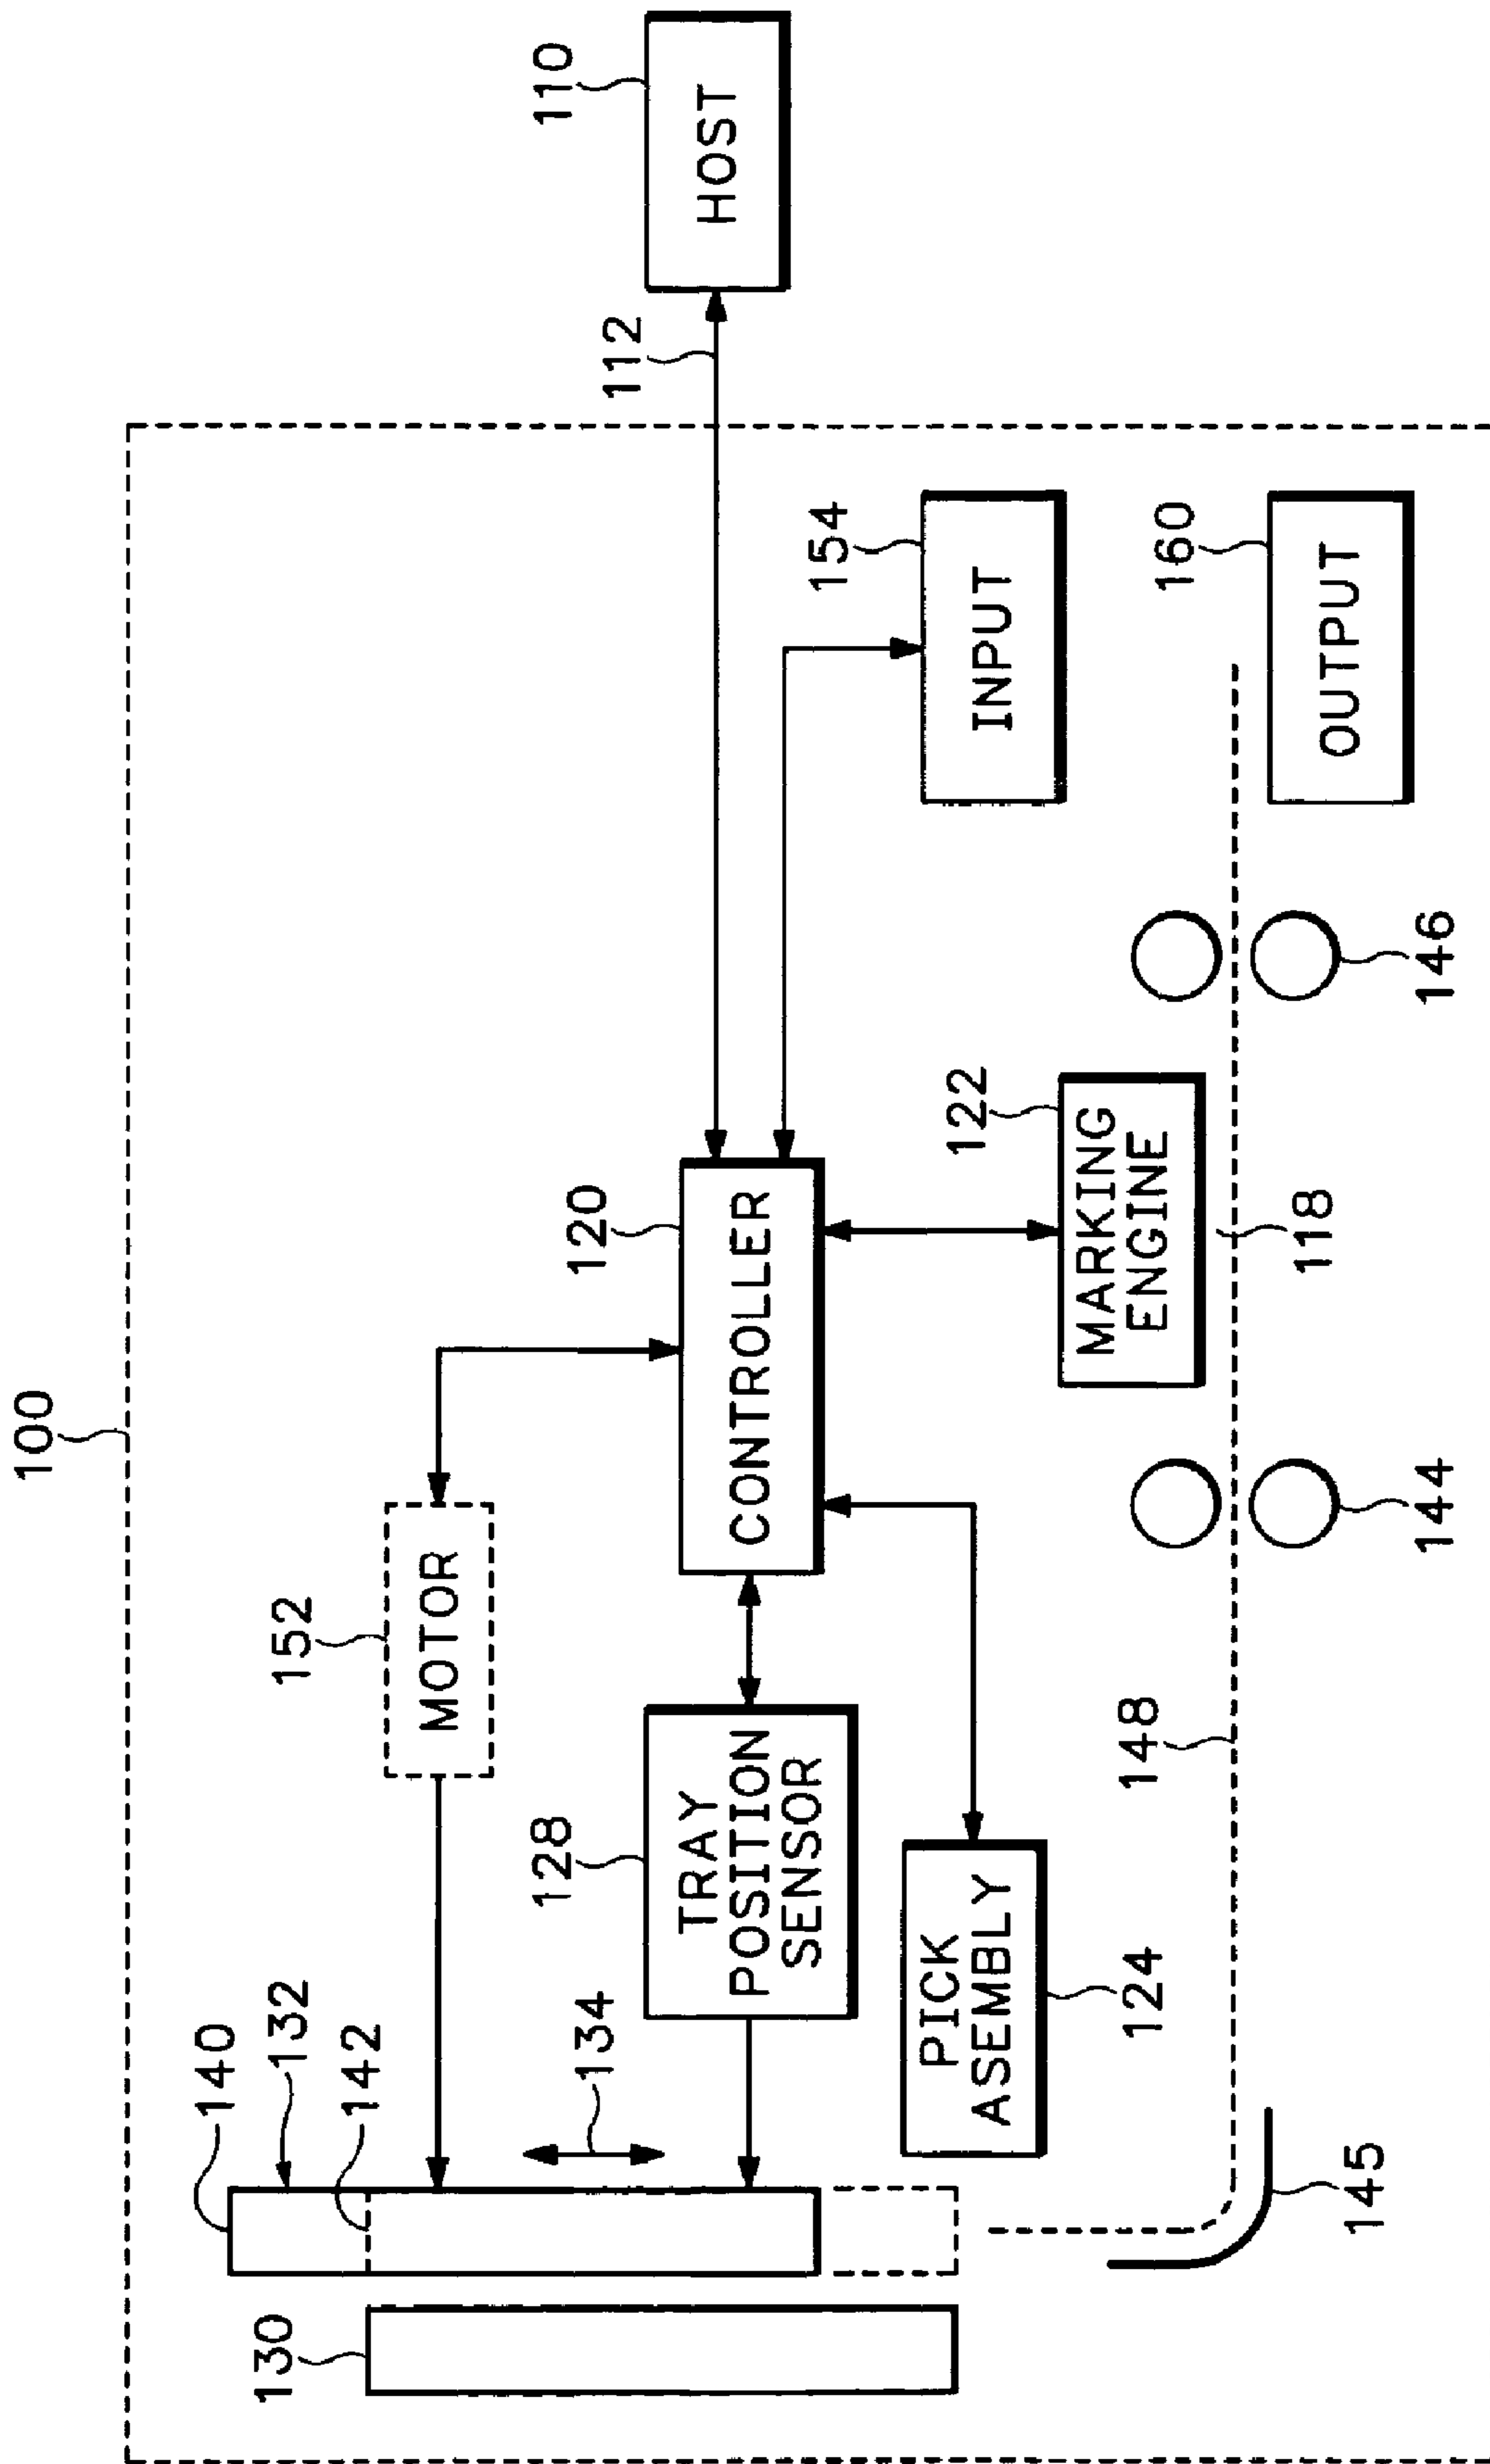 100
110
HOST
112
120
CONTROLLER
152
MOTOR
128
TRAY
POSITION
SENSOR
140
132
142
134
130
154
INPUT
160
OUTPUT
122
MARKING
ENGINE
118
146
144
148
PICK
ASEMBLY
124
145